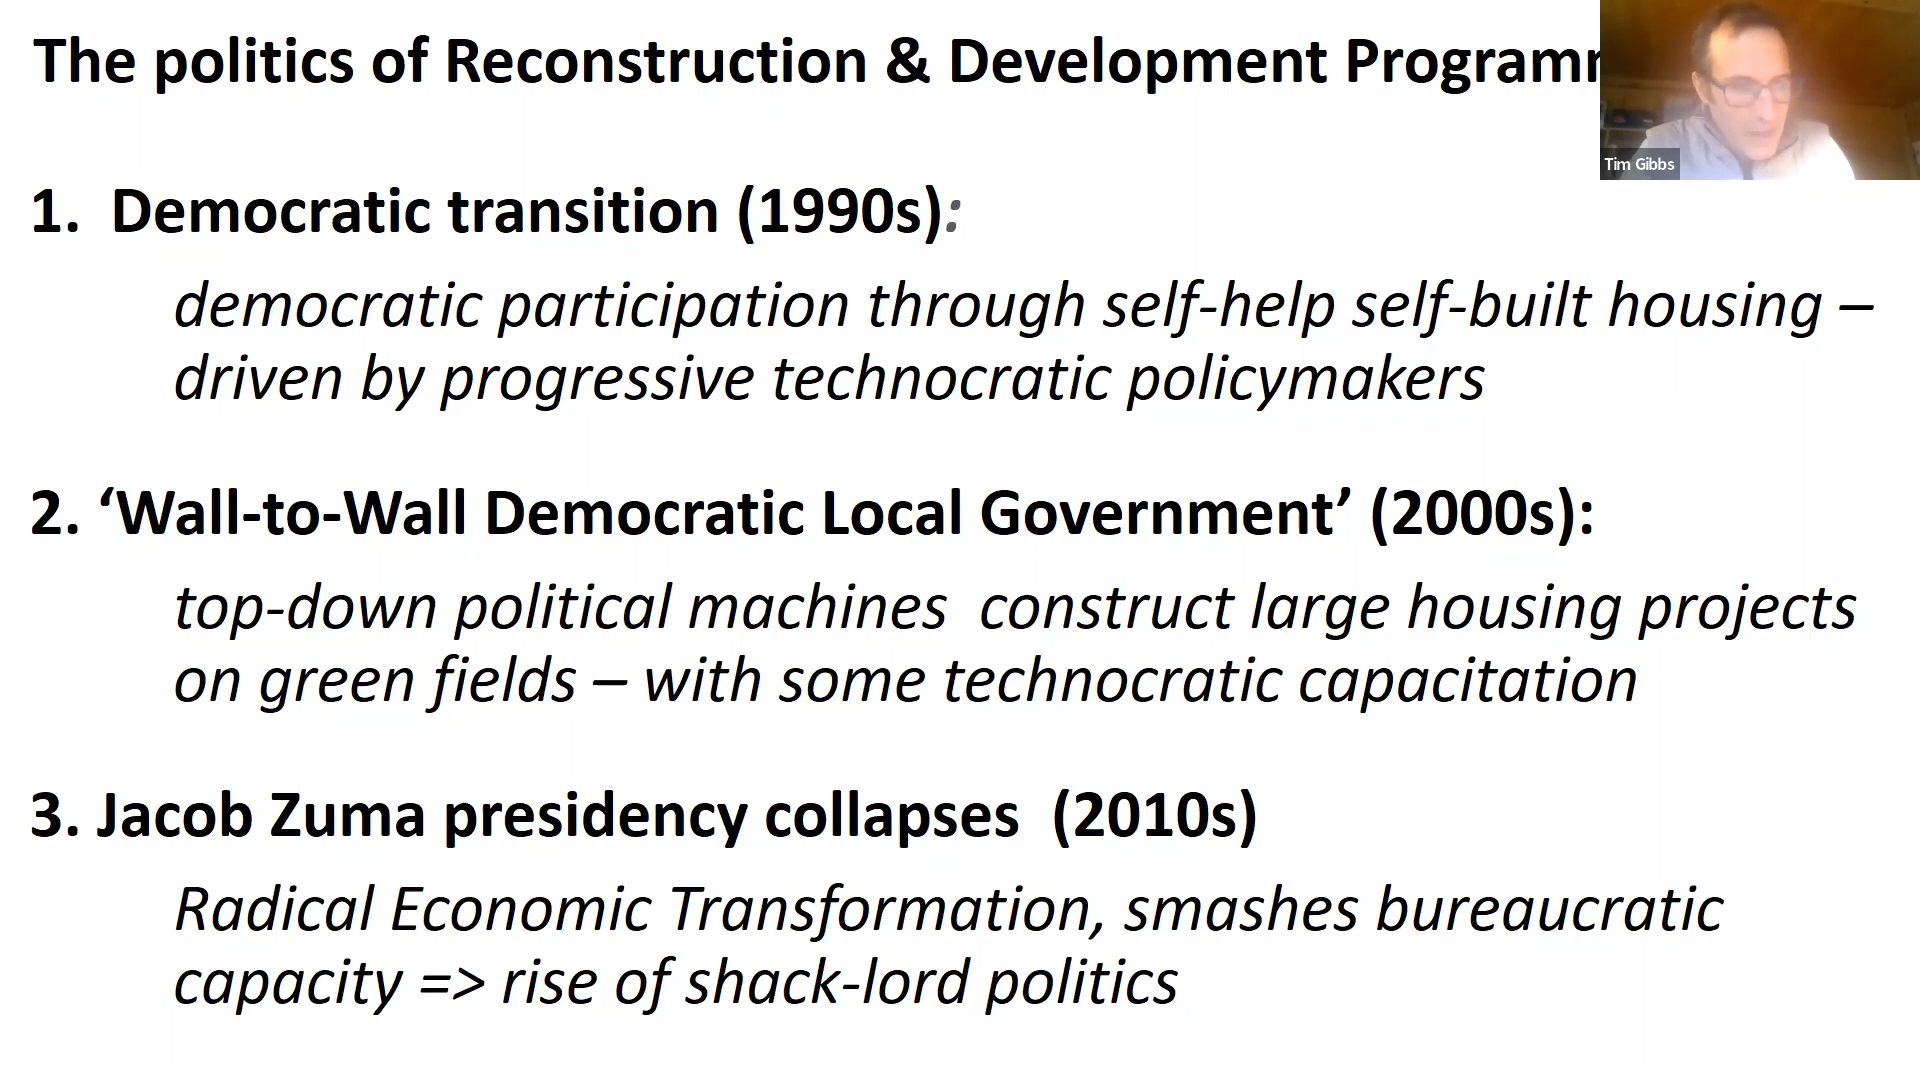 The politics of Reconstruction & Development Program
Tim Gibbs
1. Democratic transition (1990s):
democratic participation through self-help self-built housing –
driven by progressive technocratic policymakers
2. ‘Wall-to-Wall Democratic Local Government’ (2000s):
top-down political machines construct large housing projects
on green fields – with some technocratic capacitation
3. Jacob Zuma presidency collapses (2010s)
Radical Economic Transformation, smashes bureaucratic
capacity => rise of shack-lord politics